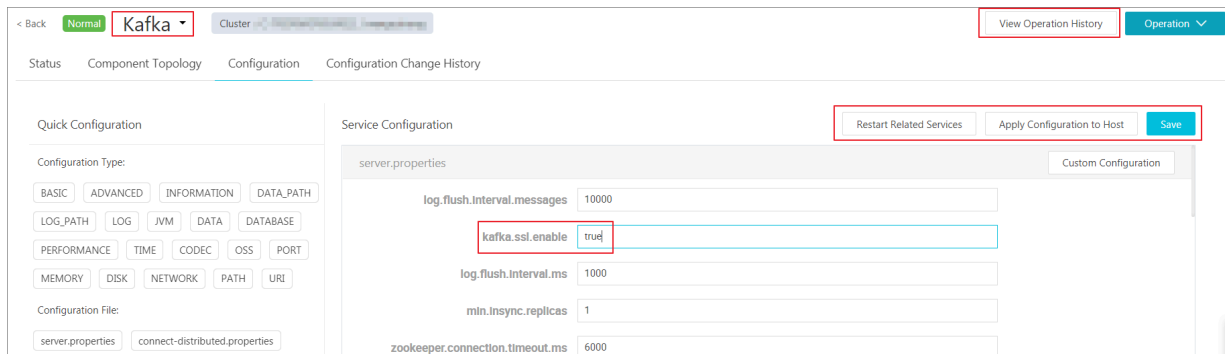 < Back Normal Kafka Cluster View Operation History Operation
Status Component Topology Configuration Configuration Change History
Quick Configuration
Configuration Type:
BASIC ADVANCED INFORMATION DATA_PATH
LOG_PATH LOG JVM DATA DATABASE
PERFORMANCE TIME CODEC OSS PORT
MEMORY DISK NETWORK PATH URI
Configuration File:
server.properties connect-distributed.properties
Service Configuration Restart Related Services Apply Configuration to Host Save
server.properties Custom Configuration
log.flush.interval.messages 10000
kafka.ssl.enable true
log.flush.interval.ms 1000
min.insync.replicas 1
zookeeper.connection.timeout.ms 6000